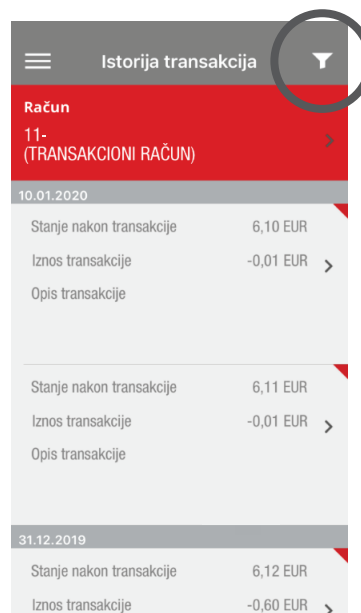 Istorija transakcija
Račun
11-
(TRANSAKCIONI RAČUN)
10.01.2020
Stanje nakon transakcije 6,10 EUR
Iznos transakcije -0,01 EUR
Opis transakcije
Stanje nakon transakcije 6,11 EUR
Iznos transakcije -0,01 EUR
Opis transakcije
31.12.2019
Stanje nakon transakcije 6,12 EUR
Iznos transakcije -0,60 EUR